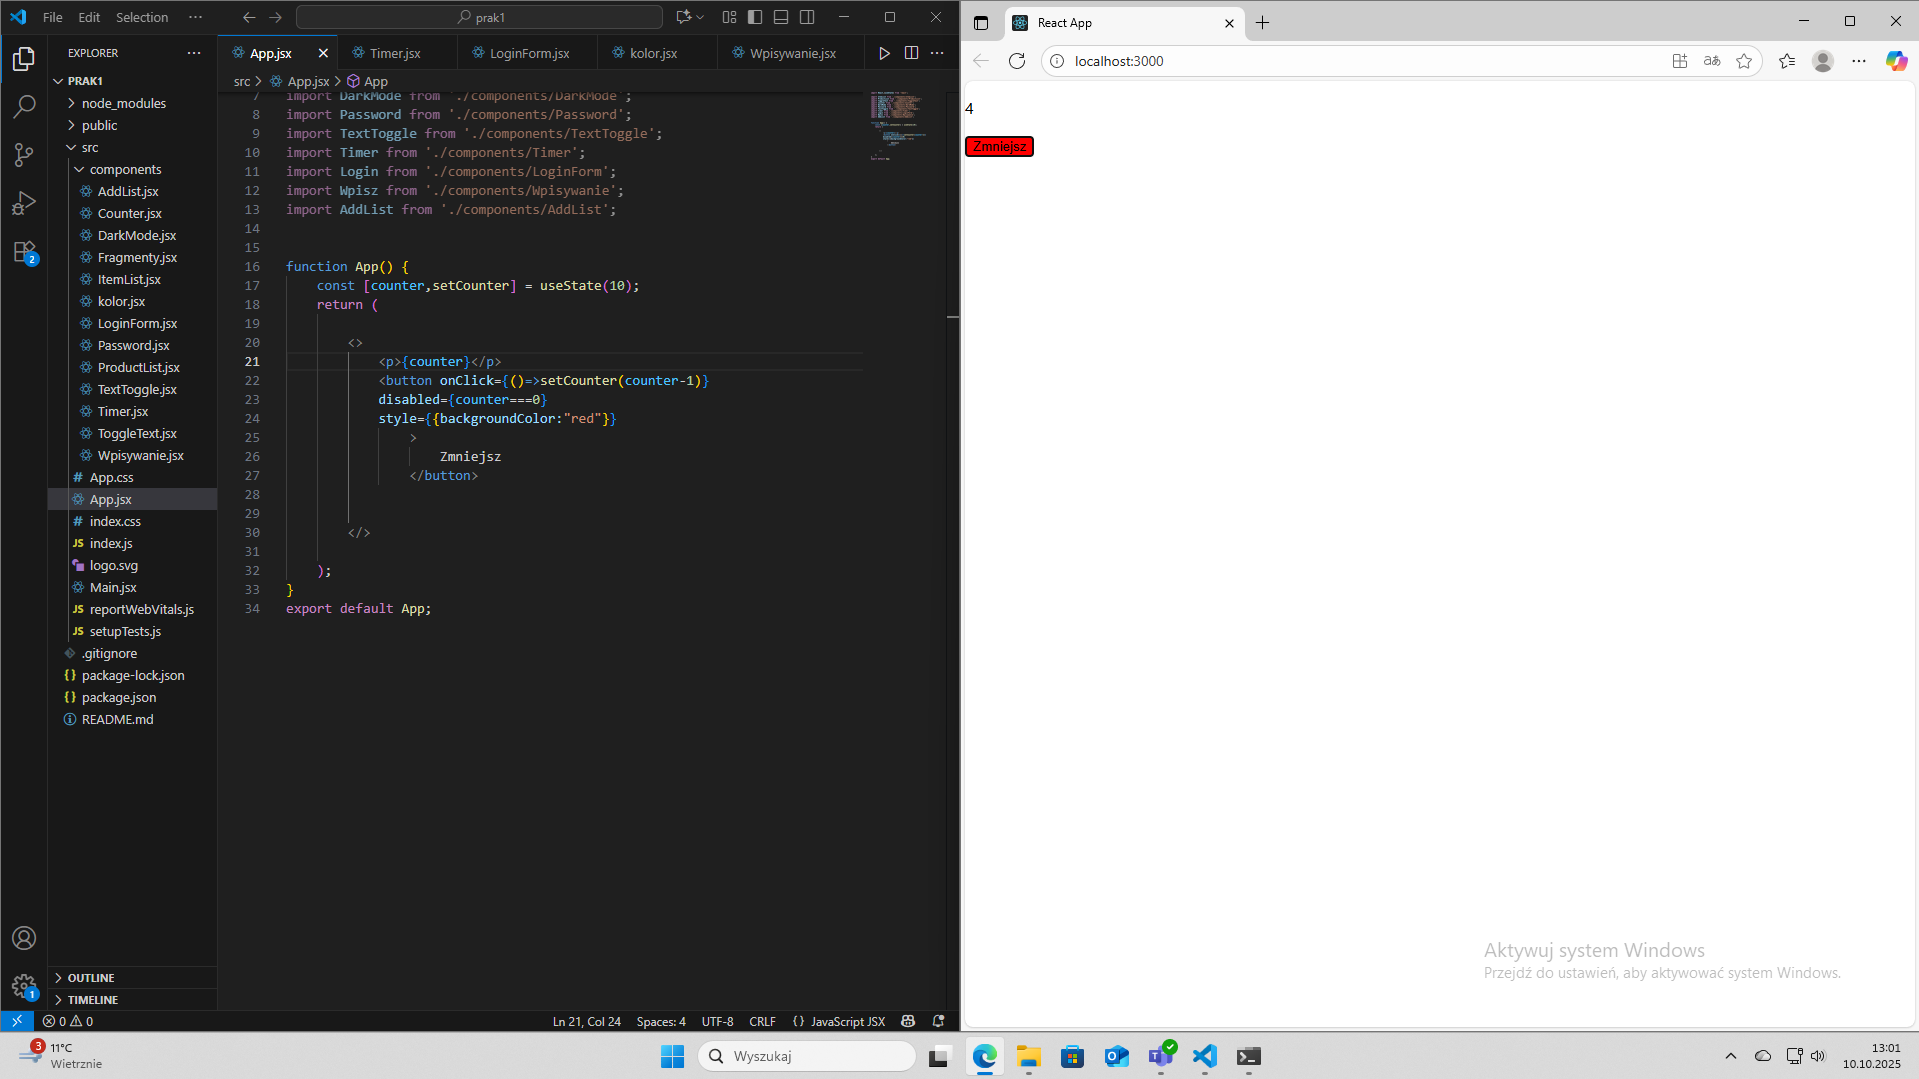 File Edit Selection ···
prak1
EXPLORER ···
PRAK1
node_modules
public
src
components
AddList.jsx
Counter.jsx
DarkMode.jsx
Fragmenty.jsx
ItemList.jsx
kolor.jsx
LoginForm.jsx
Password.jsx
ProductList.jsx
TextToggle.jsx
Timer.jsx
ToggleText.jsx
Wpisywanie.jsx
# App.css
App.jsx
# index.css
JS index.js
logo.svg
Main.jsx
JS reportWebVitals.js
JS setupTests.js
.gitignore
{} package-lock.json
{} package.json
README.md
OUTLINE
TIMELINE
2
1
App.jsx Timer.jsx LoginForm.jsx kolor.jsx Wpisywanie.jsx
src > App.jsx > App
7 import DarkMode from './components/DarkMode';
8 import Password from './components/Password';
9 import TextToggle from './components/TextToggle';
10 import Timer from './components/Timer';
11 import Login from './components/LoginForm';
12 import Wpisz from './components/Wpisywanie';
13 import AddList from './components/AddList';
14
15
16 function App() {
17 const [counter,setCounter] = useState(10);
18 return (
19
20 <>
21 <p>{counter}</p>
22 <button onClick={()=>setCounter(counter-1)}
23 disabled={counter===0}
24 style={{backgroundColor:"red"}}
25 >
26 Zmniejsz
27 </button>
28
29
30 </>
31
32 );
33 }
34 export default App;
0 0
Ln 21, Col 24 Spaces: 4 UTF-8 CRLF {} JavaScript JSX
React App
localhost:3000
aあ
4
Zmniejsz
Aktywuj system Windows
Przejdź do ustawień, aby aktywować system Windows.
3
11°C
Wietrznie
Wyszukaj
13:01
10.10.2025